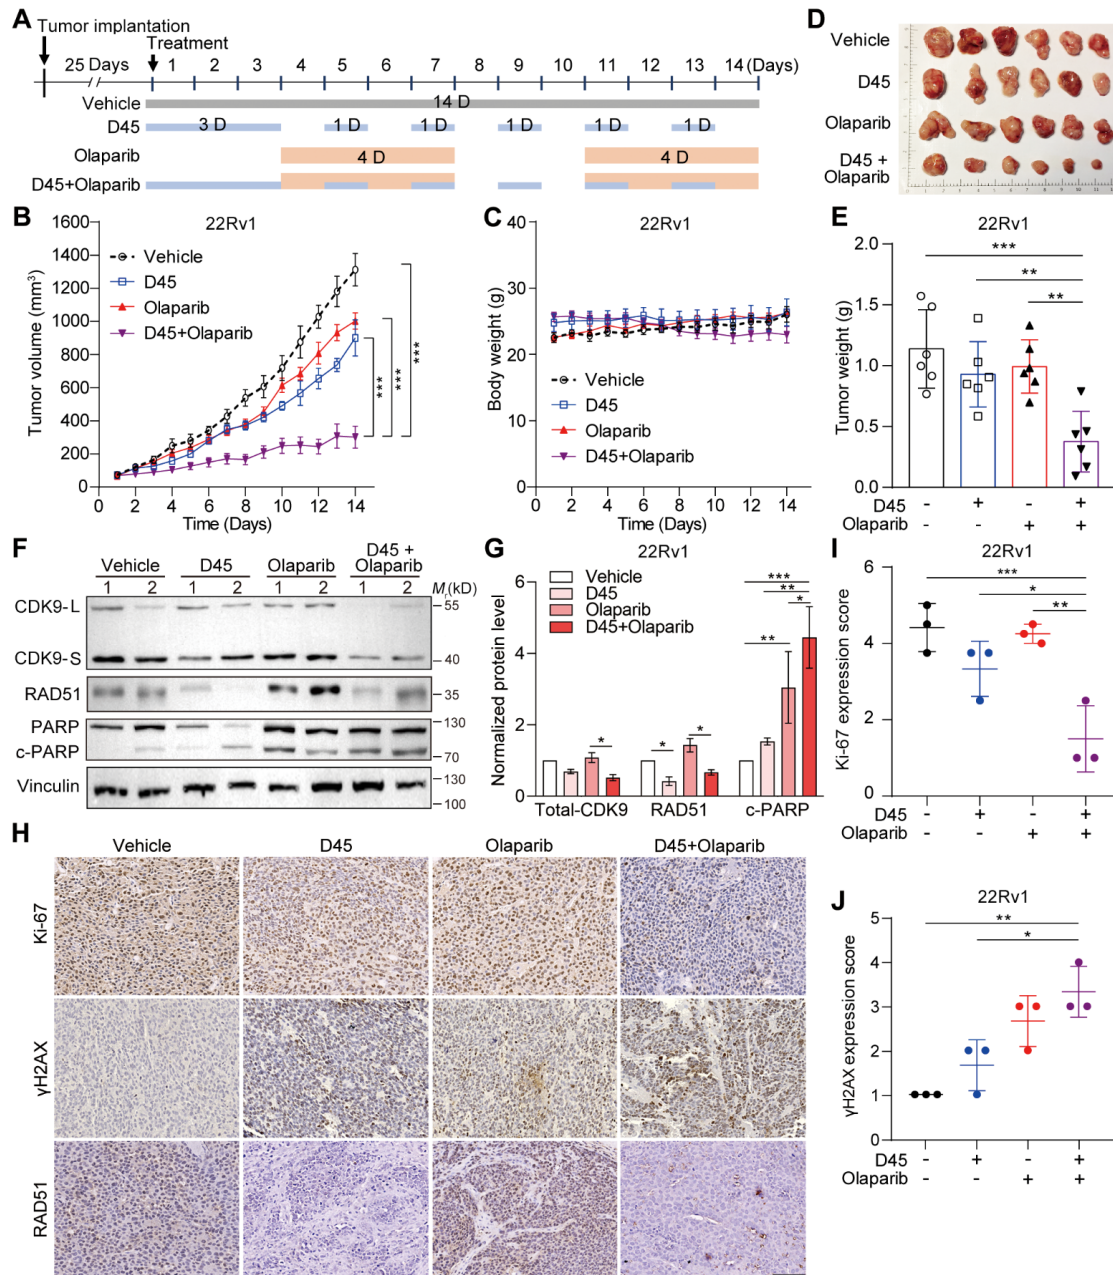 A
Tumor implantation
Treatment
25 Days
1 2 3 4 5 6 7 8 9 10 11 12 13 14 (Days)
Vehicle
14 D
D45
3 D 1 D 1 D 1 D 1 D 1 D
Olaparib
4 D 4 D
D45+Olaparib
D
Vehicle
D45
Olaparib
D45 +
Olaparib
B
22Rv1
Tumor volume (mm³)
1600
1400
1200
1000
800
600
400
200
0
Vehicle
D45
Olaparib
D45+Olaparib
***
***
***
0 2 4 6 8 10 12 14
Time (Days)
C
22Rv1
Body weight (g)
40
30
20
10
0
Vehicle
D45
Olaparib
D45+Olaparib
0 2 4 6 8 10 12 14
Time (Days)
E
22Rv1
Tumor weight (g)
2.0
1.5
1.0
0.5
0.0
***
**
**
D45 - + - +
Olaparib - - + +
F
Vehicle D45 Olaparib D45 +
Olaparib
1 2 1 2 1 2 1 2 Mr(kD)
CDK9-L
55
CDK9-S
40
RAD51
35
PARP
130
c-PARP
70
Vinculin
130
100
G
22Rv1
Normalized protein level
6
4
2
0
Vehicle
D45
Olaparib
D45+Olaparib
*
*
*
***
**
*
**
Total-CDK9 RAD51 c-PARP
I
22Rv1
Ki-67 expression score
6
4
2
0
***
*
**
D45 - + - +
Olaparib - - + +
H
Vehicle D45 Olaparib D45+Olaparib
Ki-67
γH2AX
RAD51
J
22Rv1
γH2AX expression score
5
4
3
2
1
0
**
*
D45 - + - +
Olaparib - - + +